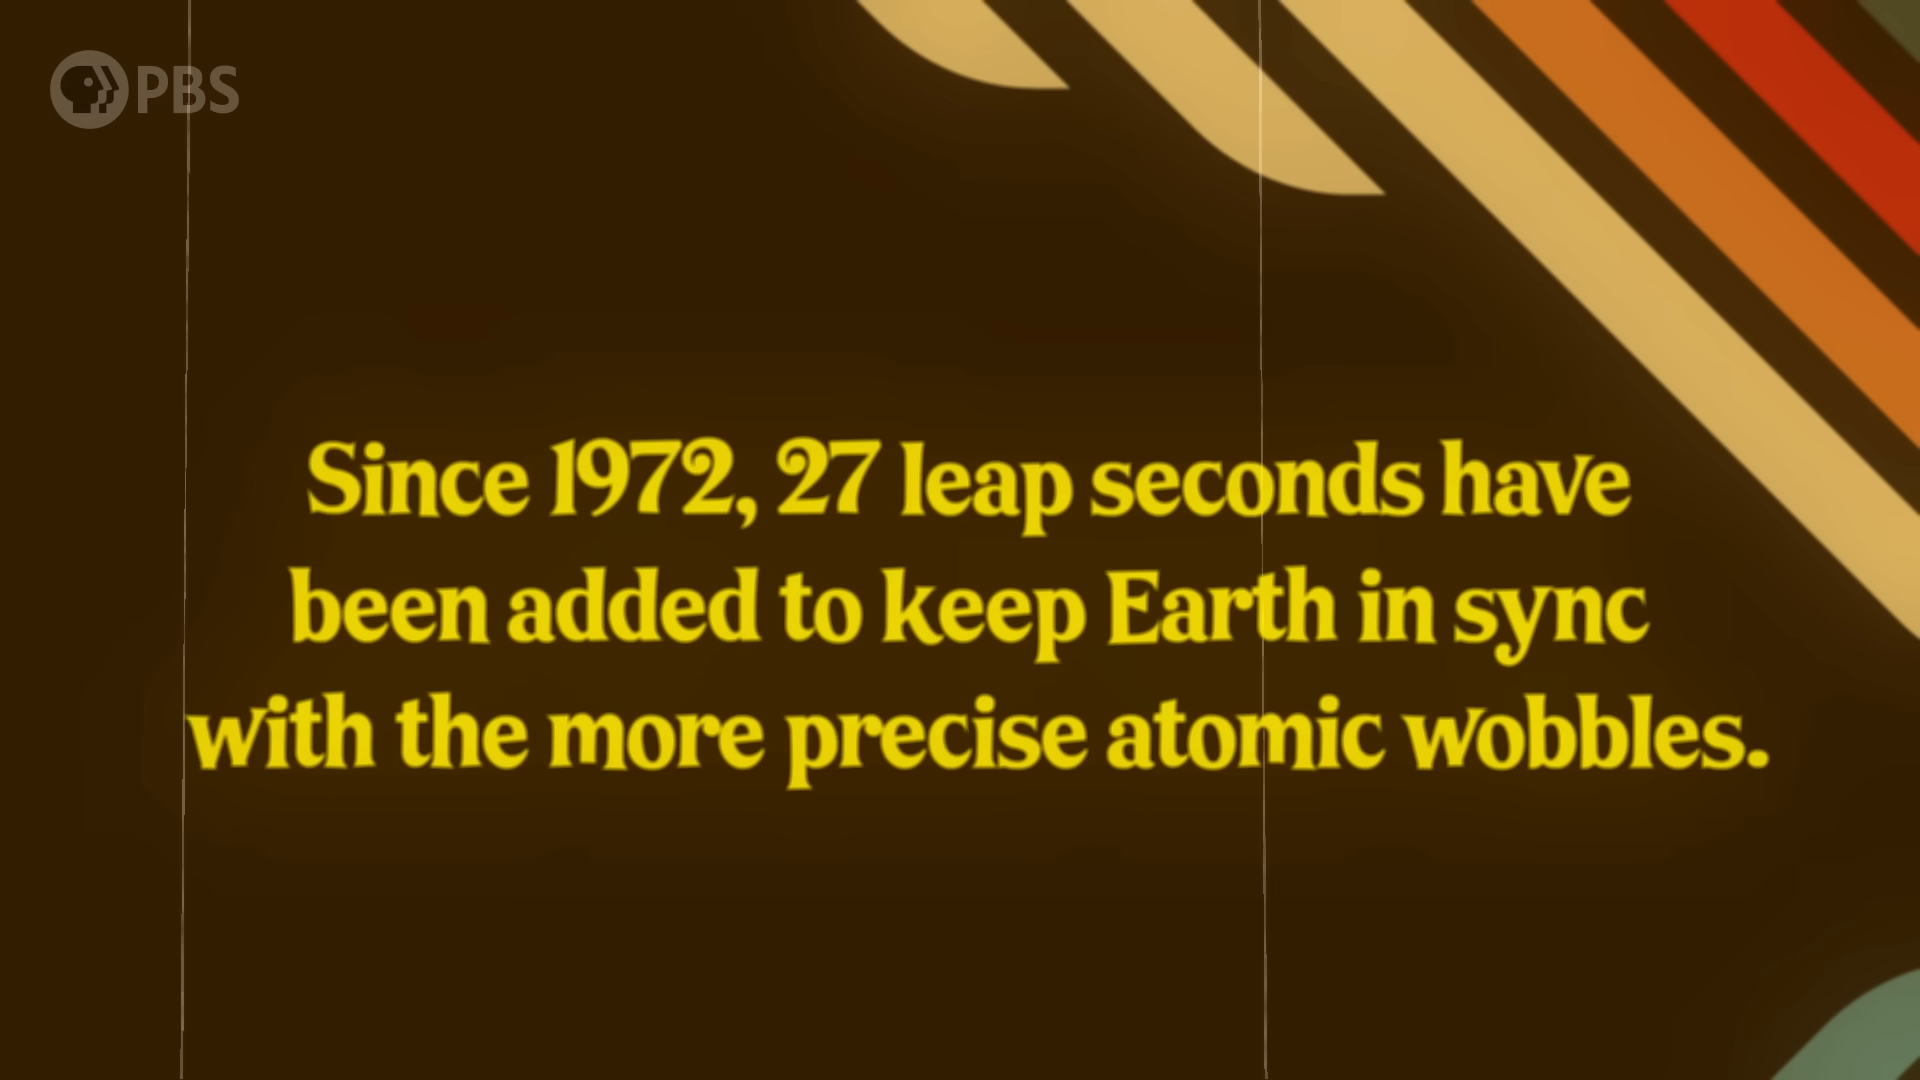 PBS
Since 1972, 27 leap seconds have
been added to keep Earth in sync
with the more precise atomic wobbles.